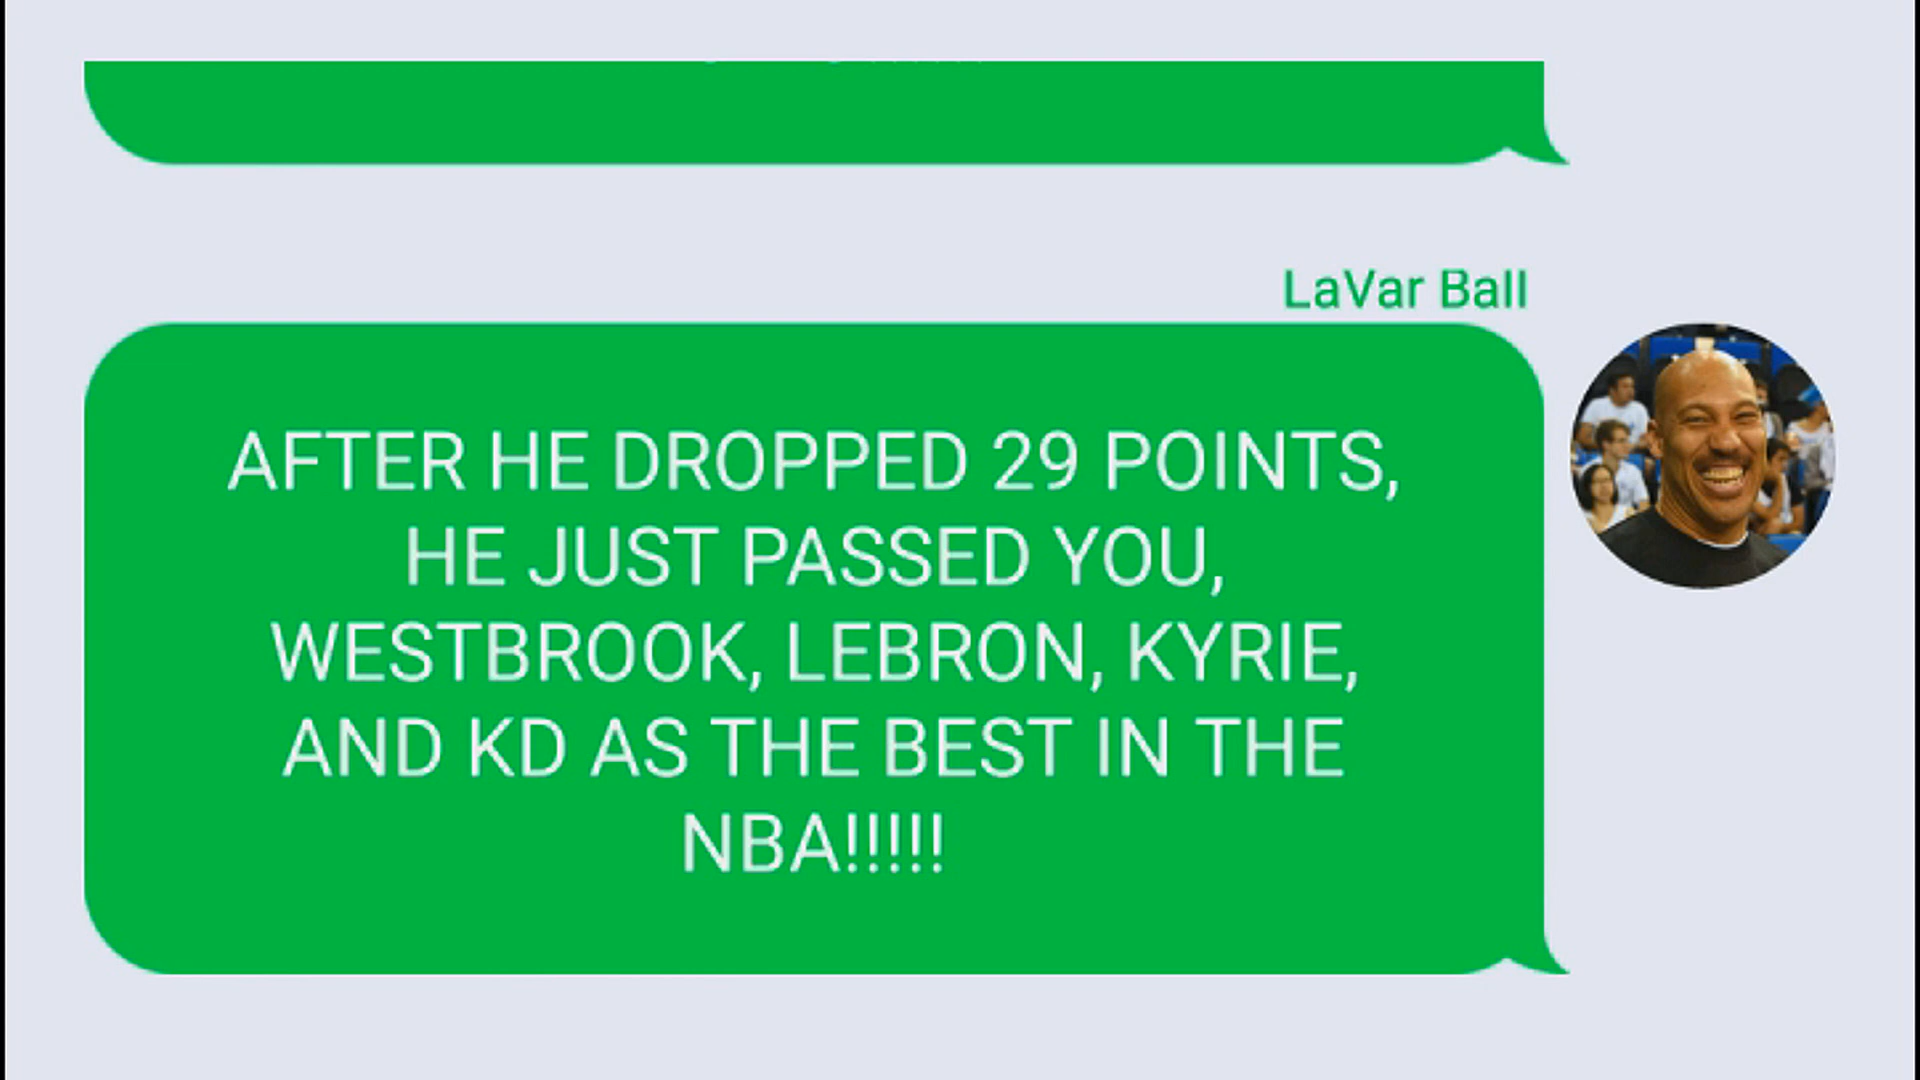 LaVar Ball
AFTER HE DROPPED 29 POINTS,
HE JUST PASSED YOU,
WESTBROOK, LEBRON, KYRIE,
AND KD AS THE BEST IN THE
NBA!!!!!